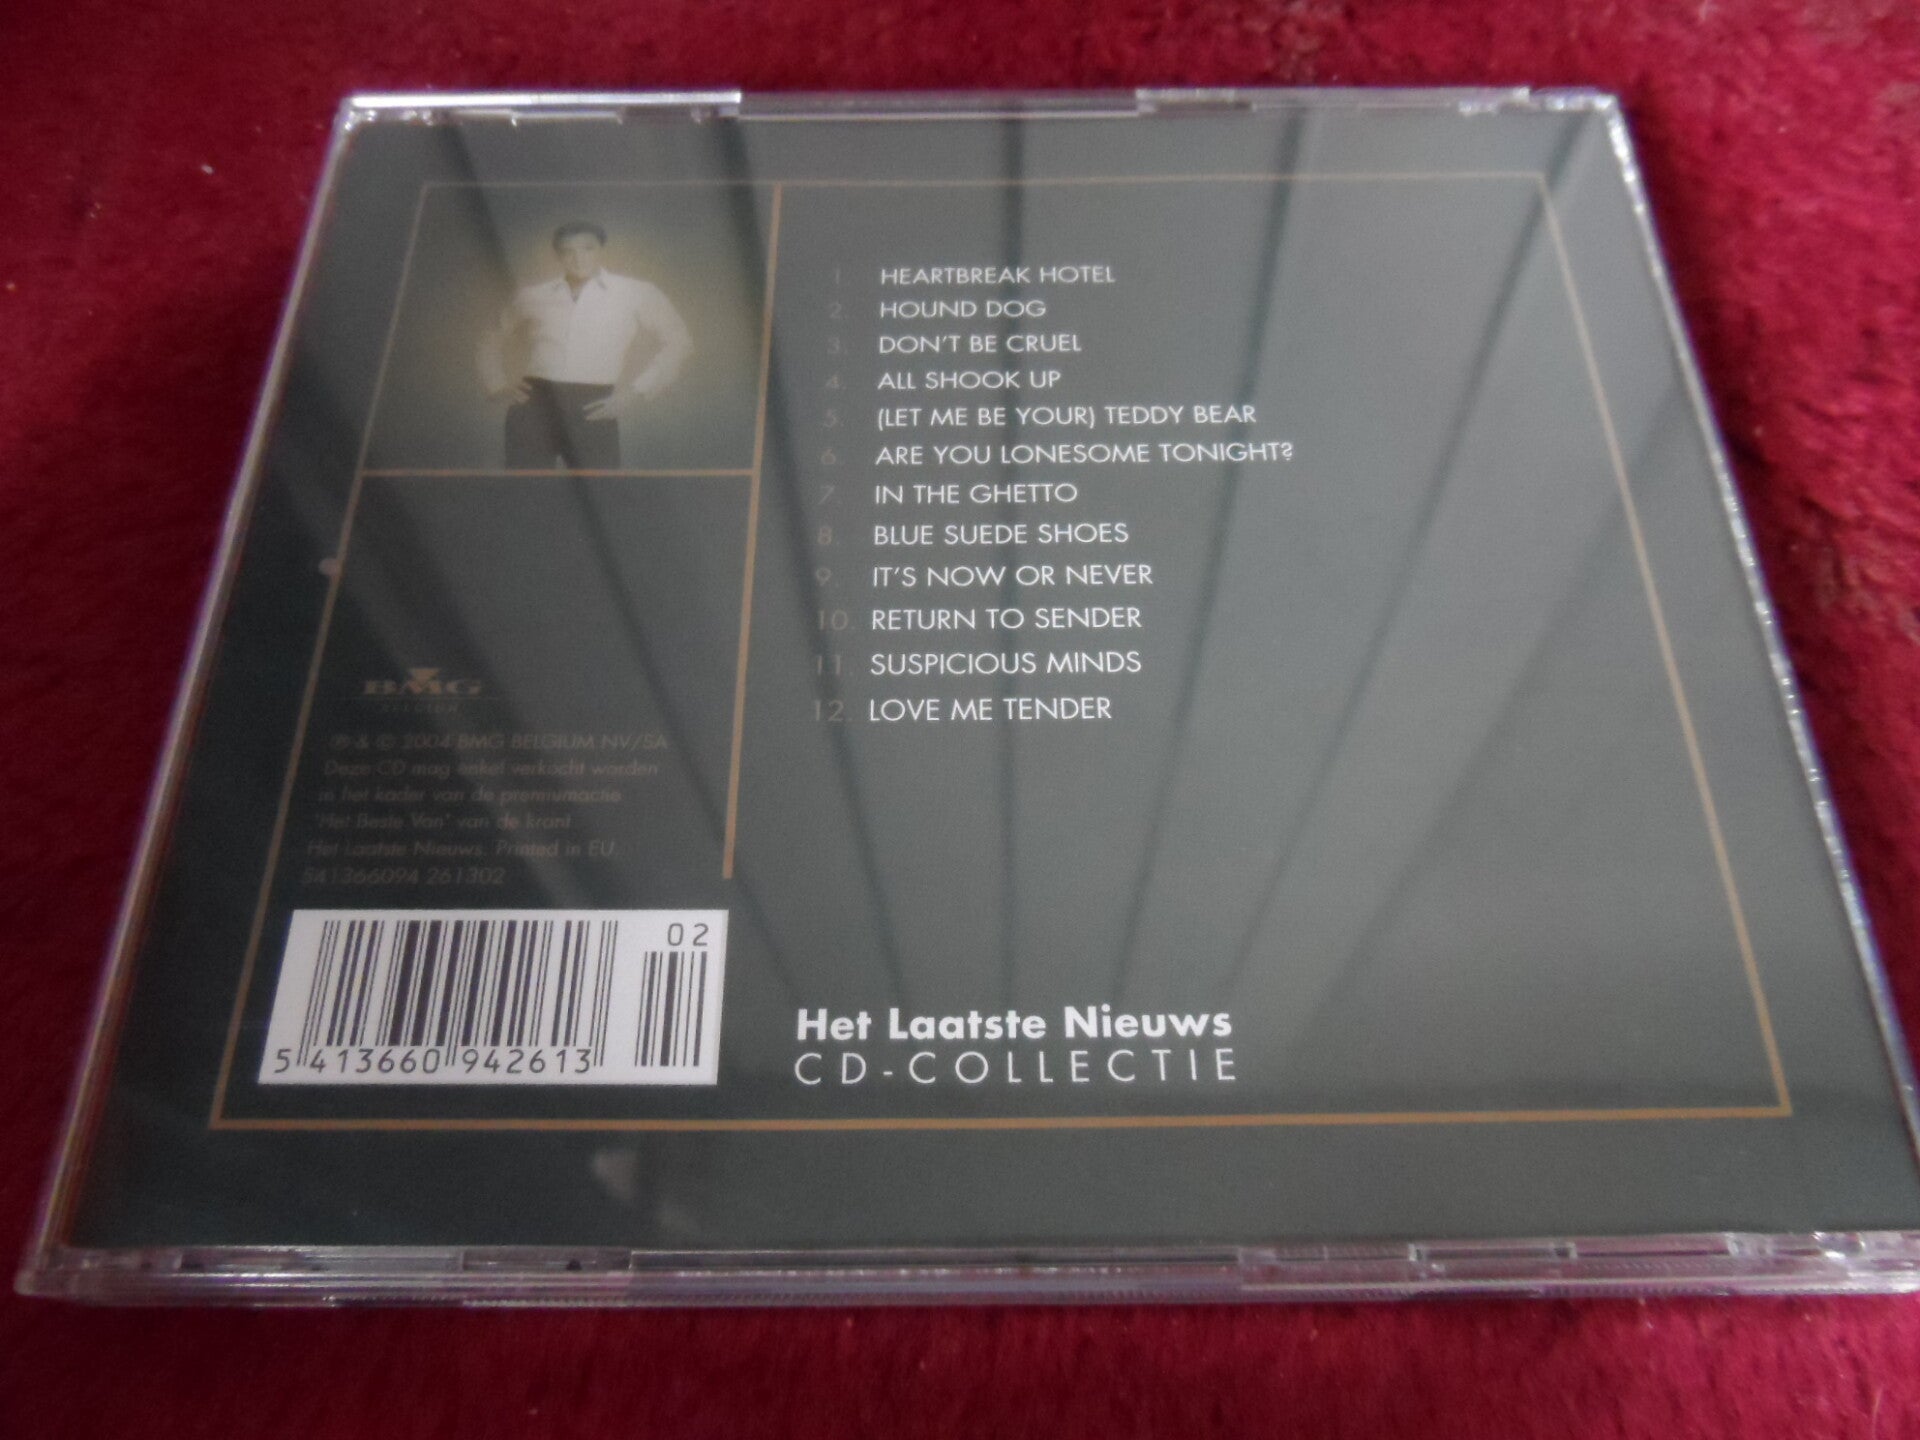 1 HEARTBREAK HOTEL
2. HOUND DOG
3. DON'T BE CRUEL
4. ALL SHOOK UP
5. (LET ME BE YOUR) TEDDY BEAR
6. ARE YOU LONESOME TONIGHT?
7. IN THE GHETTO
8. BLUE SUEDE SHOES
9. IT'S NOW OR NEVER
10. RETURN TO SENDER
11. SUSPICIOUS MINDS
12. LOVE ME TENDER
BMG
BELGIUM
℗ & © 2004 BMG BELGIUM NV/SA
Deze CD mag enkel verkocht worden
in het kader van de premiumactie
'Het Beste Van' van de krant
Het Laatste Nieuws. Printed in EU.
541366094 261302
02
5 413660 942613
Het Laatste Nieuws
CD-COLLECTIE